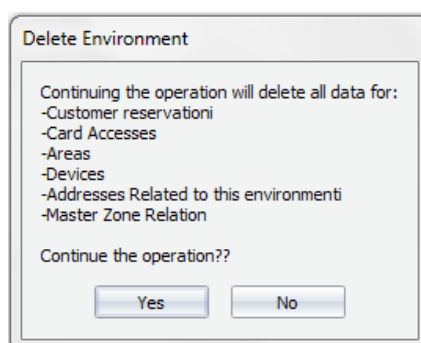 Delete Environment
Continuing the operation will delete all data for:
-Customer reservationi
-Card Accesses
-Areas
-Devices
-Addresses Related to this environmenti
-Master Zone Relation
Continue the operation??
Yes No